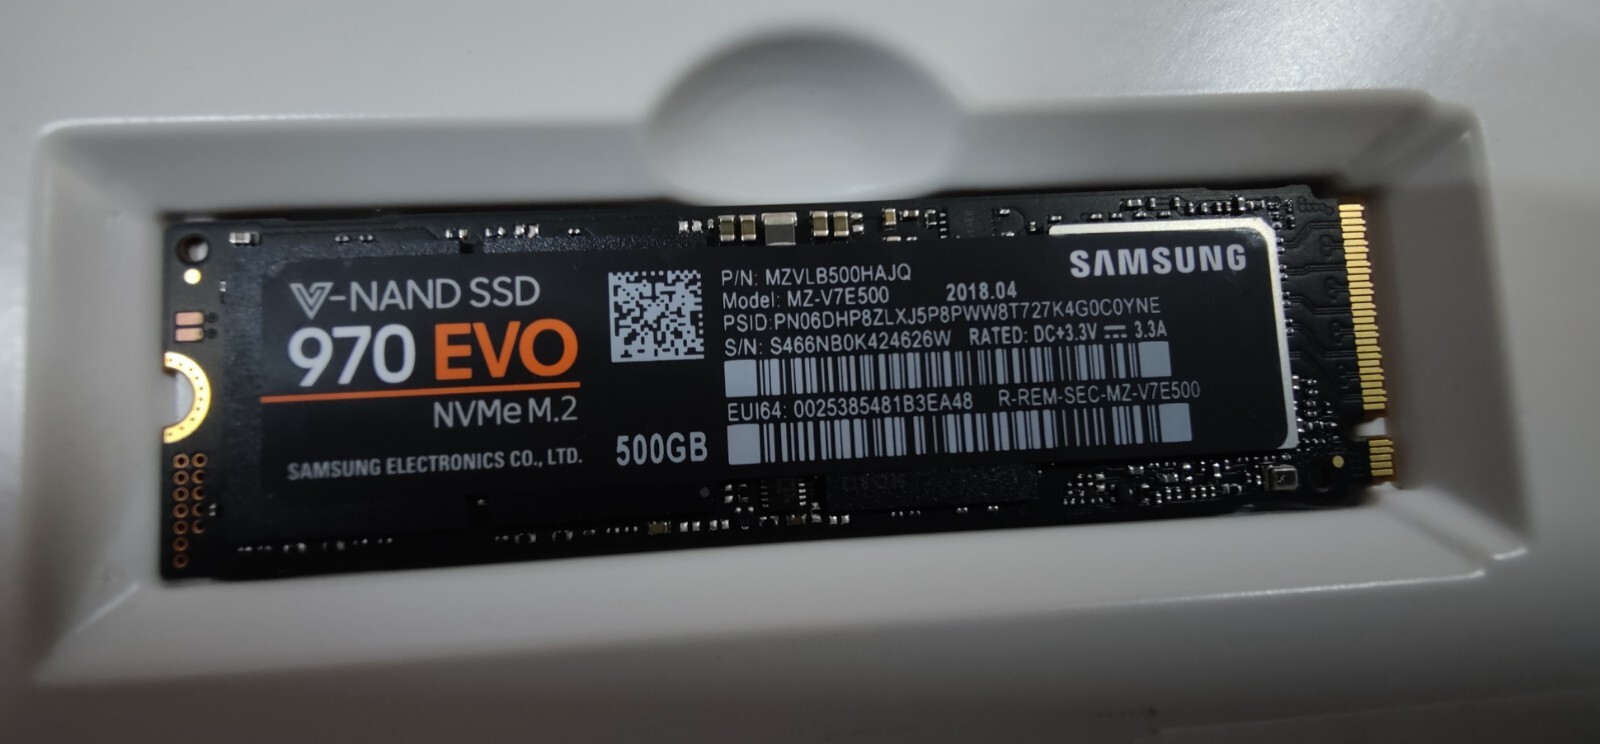 V-NAND SSD
970 EVO
NVMe M.2
SAMSUNG ELECTRONICS CO., LTD.
500GB
SAMSUNG
P/N: MZVLB500HAJQ
Model: MZ-V7E500 2018.04
PSID:PN06DHP8ZLXJ5P8PWW8T727K4G0C0YNE
S/N: S466NB0K424626W RATED: DC+3.3V ⎓ 3.3A
EUI64: 0025385481B3EA48 R-REM-SEC-MZ-V7E500